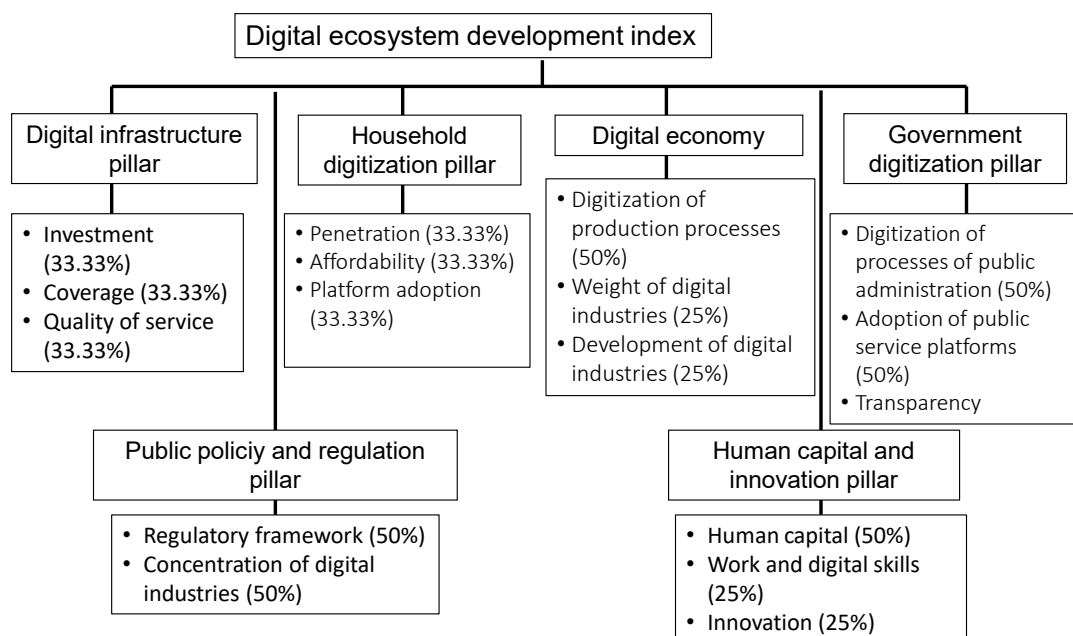 Digital ecosystem development index
Digital infrastructure
pillar
• Investment
(33.33%)
• Coverage (33.33%)
• Quality of service
(33.33%)
Household
digitization pillar
• Penetration (33.33%)
• Affordability (33.33%)
• Platform adoption
(33.33%)
Digital economy
• Digitization of
production processes
(50%)
• Weight of digital
industries (25%)
• Development of digital
industries (25%)
Government
digitization pillar
• Digitization of
processes of public
administration (50%)
• Adoption of public
service platforms
(50%)
• Transparency
Public policiy and regulation
pillar
• Regulatory framework (50%)
• Concentration of digital
industries (50%)
Human capital and
innovation pillar
• Human capital (50%)
• Work and digital skills
(25%)
• Innovation (25%)